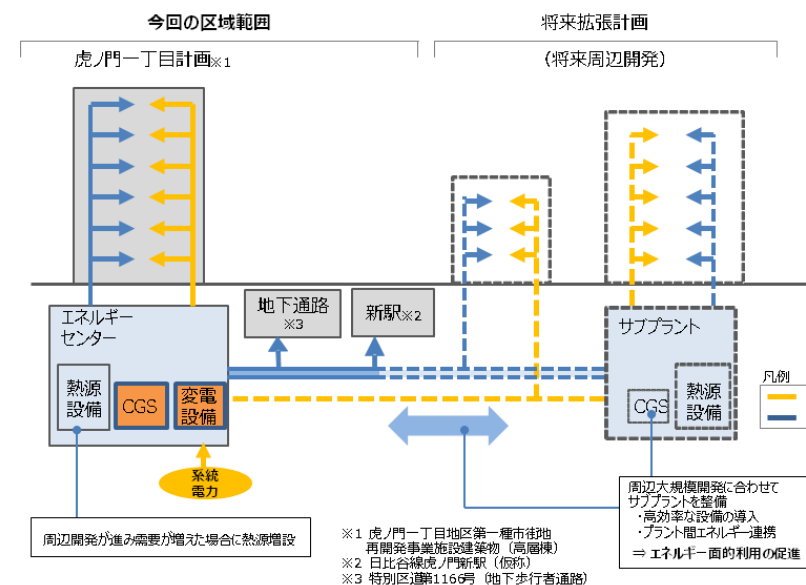 今回の区域範囲
将来拡張計画
虎ノ門一丁目計画※1
(将来周辺開発)
地下通路
※3
新駅※2
エネルギー
センター
サブプラント
熱源
設備
CGS
変電
設備
CGS
熱源
設備
凡例
系統
電力
周辺開発が進み需要が増えた場合に熱源増設
周辺大規模開発に合わせて
サブプラントを整備
・高効率な設備の導入
・プラント間エネルギー連携
⇒ エネルギー面的利用の促進
※1 虎ノ門一丁目地区第一種市街地
再開発事業施設建築物（高層棟）
※2 日比谷線虎ノ門新駅（仮称）
※3 特別区道第1166号（地下歩行者通路）